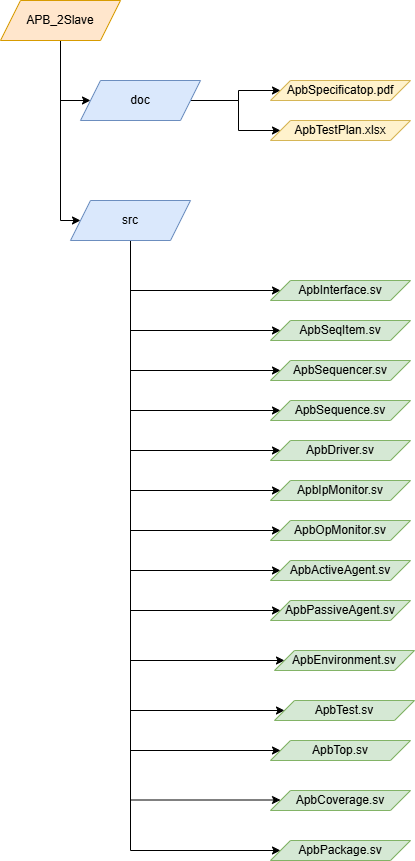 APB_2Slave
doc
ApbSpecificatop.pdf
ApbTestPlan.xlsx
src
ApbInterface.sv
ApbSeqItem.sv
ApbSequencer.sv
ApbSequence.sv
ApbDriver.sv
ApbIpMonitor.sv
ApbOpMonitor.sv
ApbActiveAgent.sv
ApbPassiveAgent.sv
ApbEnvironment.sv
ApbTest.sv
ApbTop.sv
ApbCoverage.sv
ApbPackage.sv